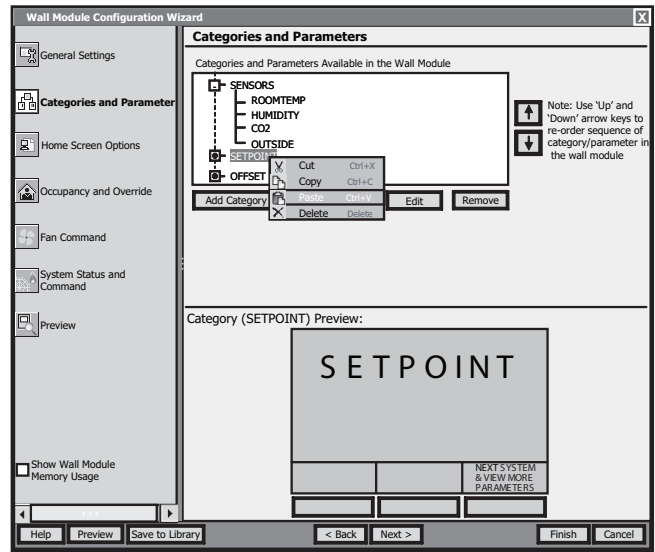 Wall Module Configuration Wizard
X
General Settings
Categories and Parameter
Home Screen Options
Occupancy and Override
Fan Command
System Status and
Command
Preview
Show Wall Module
Memory Usage
Categories and Parameters
Categories and Parameters Available in the Wall Module
SENSORS
ROOMTEMP
HUMIDITY
CO2
OUTSIDE
SETPOINT
OFFSET
Cut Ctrl+X
Copy Ctrl+C
Paste Ctrl+V
Delete Delete
Note: Use ‘Up’ and
‘Down’ arrow keys to
re-order sequence of
category/parameter in
the wall module
Add Category
Edit
Remove
Category (SETPOINT) Preview:
SETPOINT
NEXT SYSTEM
& VIEW MORE
PARAMETERS
Help
Preview
Save to Library
< Back
Next >
Finish
Cancel